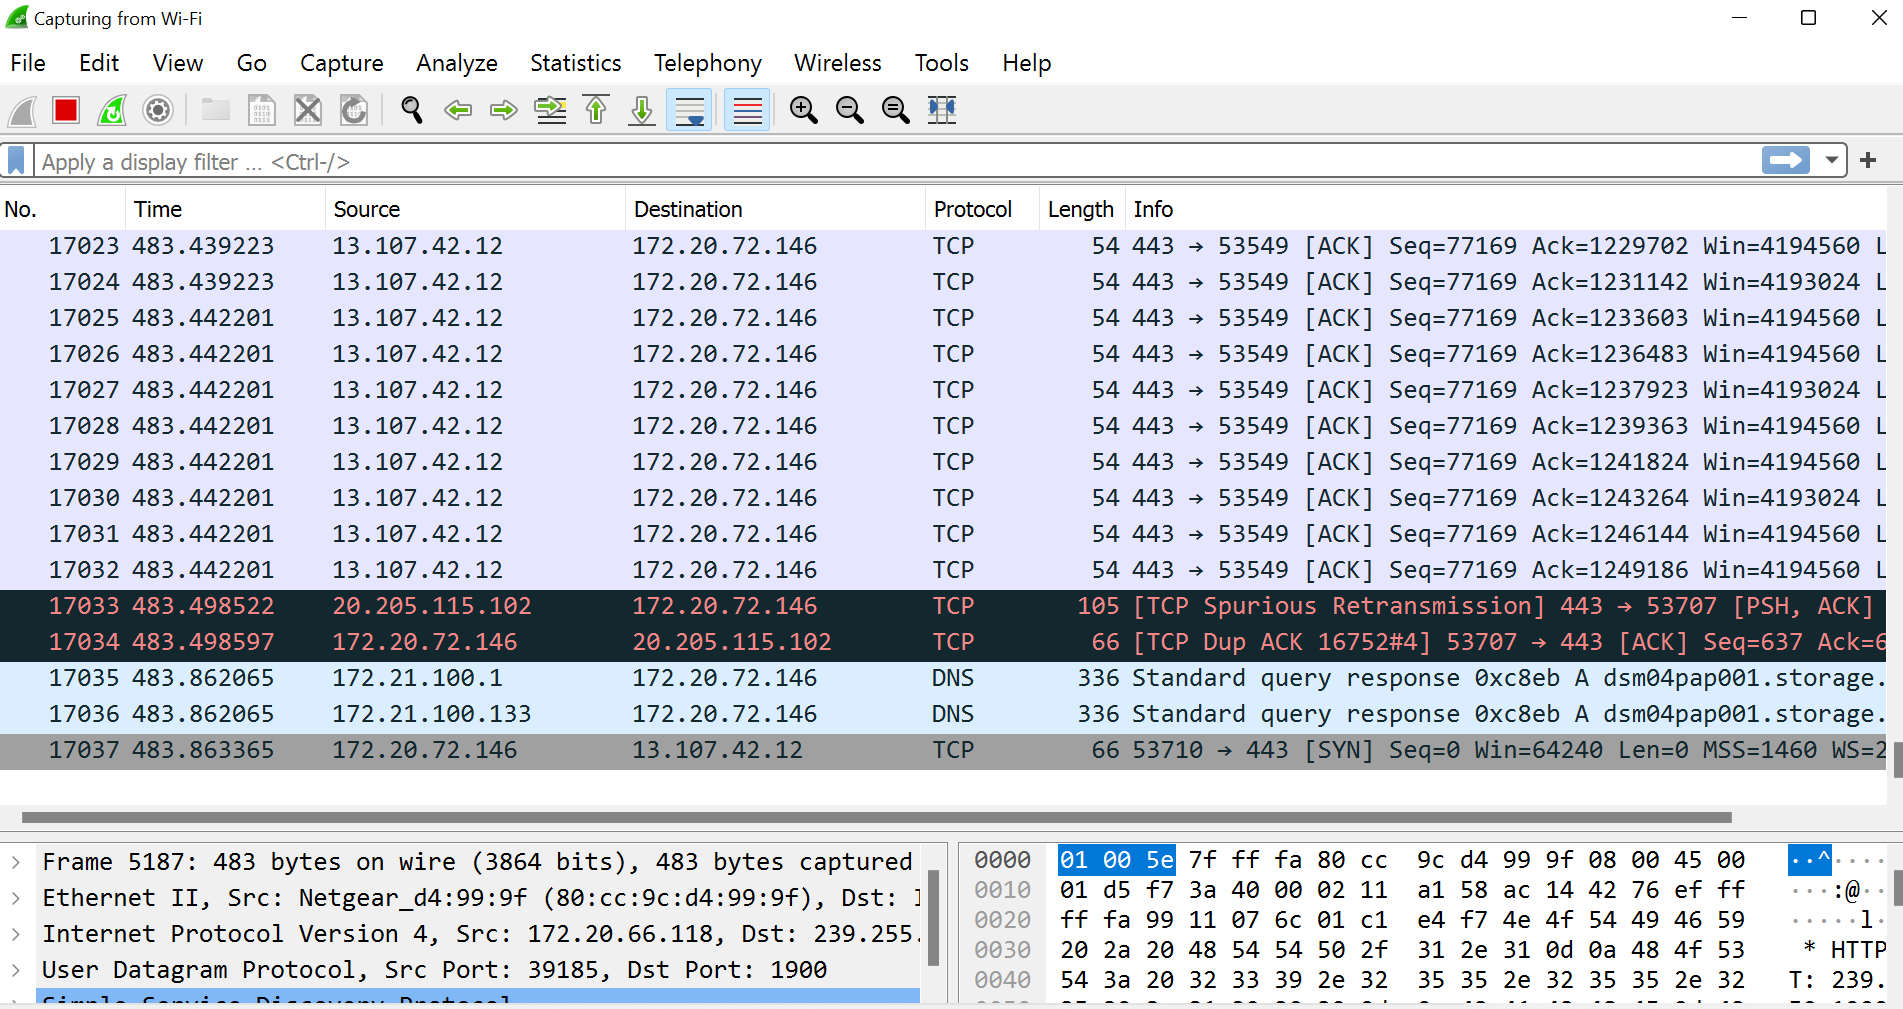 Capturing from Wi-Fi
File Edit View Go Capture Analyze Statistics Telephony Wireless Tools Help
Apply a display filter ... <Ctrl-/>
No. Time Source Destination Protocol Length Info
17023 483.439223 13.107.42.12 172.20.72.146 TCP 54 443 → 53549 [ACK] Seq=77169 Ack=1229702 Win=4194560 L
17024 483.439223 13.107.42.12 172.20.72.146 TCP 54 443 → 53549 [ACK] Seq=77169 Ack=1231142 Win=4193024 L
17025 483.442201 13.107.42.12 172.20.72.146 TCP 54 443 → 53549 [ACK] Seq=77169 Ack=1233603 Win=4194560 L
17026 483.442201 13.107.42.12 172.20.72.146 TCP 54 443 → 53549 [ACK] Seq=77169 Ack=1236483 Win=4194560 L
17027 483.442201 13.107.42.12 172.20.72.146 TCP 54 443 → 53549 [ACK] Seq=77169 Ack=1237923 Win=4193024 L
17028 483.442201 13.107.42.12 172.20.72.146 TCP 54 443 → 53549 [ACK] Seq=77169 Ack=1239363 Win=4194560 L
17029 483.442201 13.107.42.12 172.20.72.146 TCP 54 443 → 53549 [ACK] Seq=77169 Ack=1241824 Win=4194560 L
17030 483.442201 13.107.42.12 172.20.72.146 TCP 54 443 → 53549 [ACK] Seq=77169 Ack=1243264 Win=4193024 L
17031 483.442201 13.107.42.12 172.20.72.146 TCP 54 443 → 53549 [ACK] Seq=77169 Ack=1246144 Win=4194560 L
17032 483.442201 13.107.42.12 172.20.72.146 TCP 54 443 → 53549 [ACK] Seq=77169 Ack=1249186 Win=4194560 L
17033 483.498522 20.205.115.102 172.20.72.146 TCP 105 [TCP Spurious Retransmission] 443 → 53707 [PSH, ACK]
17034 483.498597 172.20.72.146 20.205.115.102 TCP 66 [TCP Dup ACK 16752#4] 53707 → 443 [ACK] Seq=637 Ack=6
17035 483.862065 172.21.100.1 172.20.72.146 DNS 336 Standard query response 0xc8eb A dsm04pap001.storage.
17036 483.862065 172.21.100.133 172.20.72.146 DNS 336 Standard query response 0xc8eb A dsm04pap001.storage.
17037 483.863365 172.20.72.146 13.107.42.12 TCP 66 53710 → 443 [SYN] Seq=0 Win=64240 Len=0 MSS=1460 WS=2
Frame 5187: 483 bytes on wire (3864 bits), 483 bytes captured
Ethernet II, Src: Netgear_d4:99:9f (80:cc:9c:d4:99:9f), Dst: I
Internet Protocol Version 4, Src: 172.20.66.118, Dst: 239.255.
User Datagram Protocol, Src Port: 39185, Dst Port: 1900
Simple Service Discovery Protocol
0000 01 00 5e 7f ff fa 80 cc 9c d4 99 9f 08 00 45 00 ··^····
0010 01 d5 f7 3a 40 00 02 11 a1 58 ac 14 42 76 ef ff ···:@··
0020 ff fa 99 11 07 6c 01 c1 e4 f7 4e 4f 54 49 46 59 ·····l·
0030 20 2a 20 48 54 54 50 2f 31 2e 31 0d 0a 48 4f 53 * HTTP
0040 54 3a 20 32 33 39 2e 32 35 35 2e 32 35 35 2e 32 T: 239.